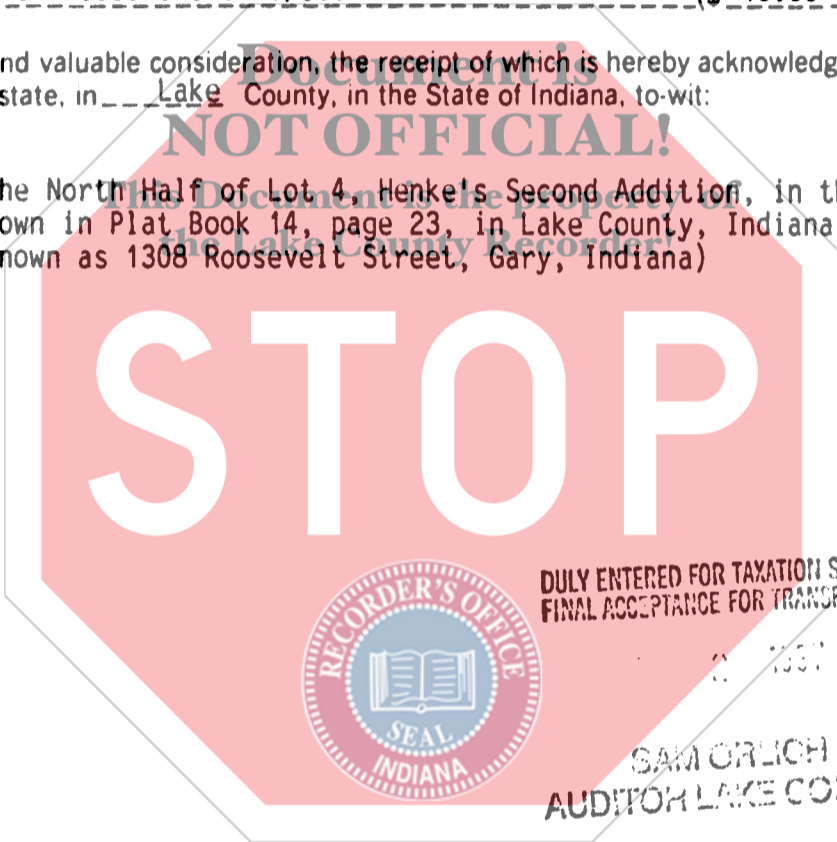 nd valuable consideration, the receipt of which is hereby acknowledg
state, in Lake County, in the State of Indiana, to-wit:
Document is
NOT OFFICIAL!
This Document is the property of
the Lake County Recorder!
he North Half of Lot 4, Henke's Second Addition, in th
own in Plat Book 14, page 23, in Lake County, Indiana
nown as 1308 Roosevelt Street, Gary, Indiana)
STOP
DULY ENTERED FOR TAXATION S
FINAL ACCEPTANCE FOR TRANSF
RECORDER'S OFFICE
SEAL
INDIANA
SAM ORLICH
AUDITOR LAKE CO